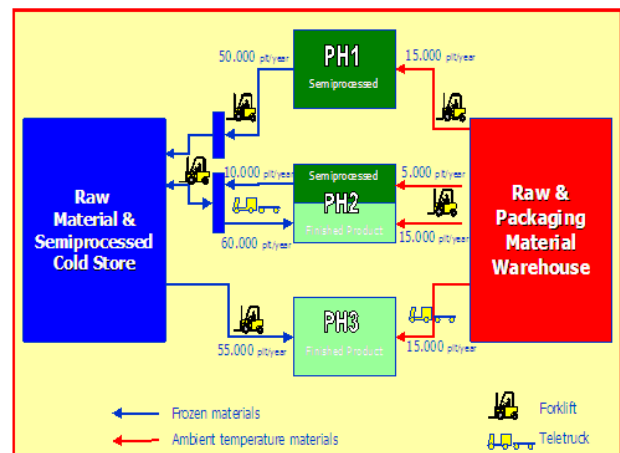 50.000 plt/year
PH1
15.000 plt/year
Semiprocessed
Raw
Material &
Semiprocessed
Cold Store
10.000 plt/year
Semiprocessed
5.000 plt/year
PH2
Finished Product
60.000 plt/year
15.000 plt/year
Raw &
Packaging
Material
Warehouse
PH3
Finished Product
55.000 plt/year
15.000 plt/year
Frozen materials
Forklift
Ambient temperature materials
Teletruck